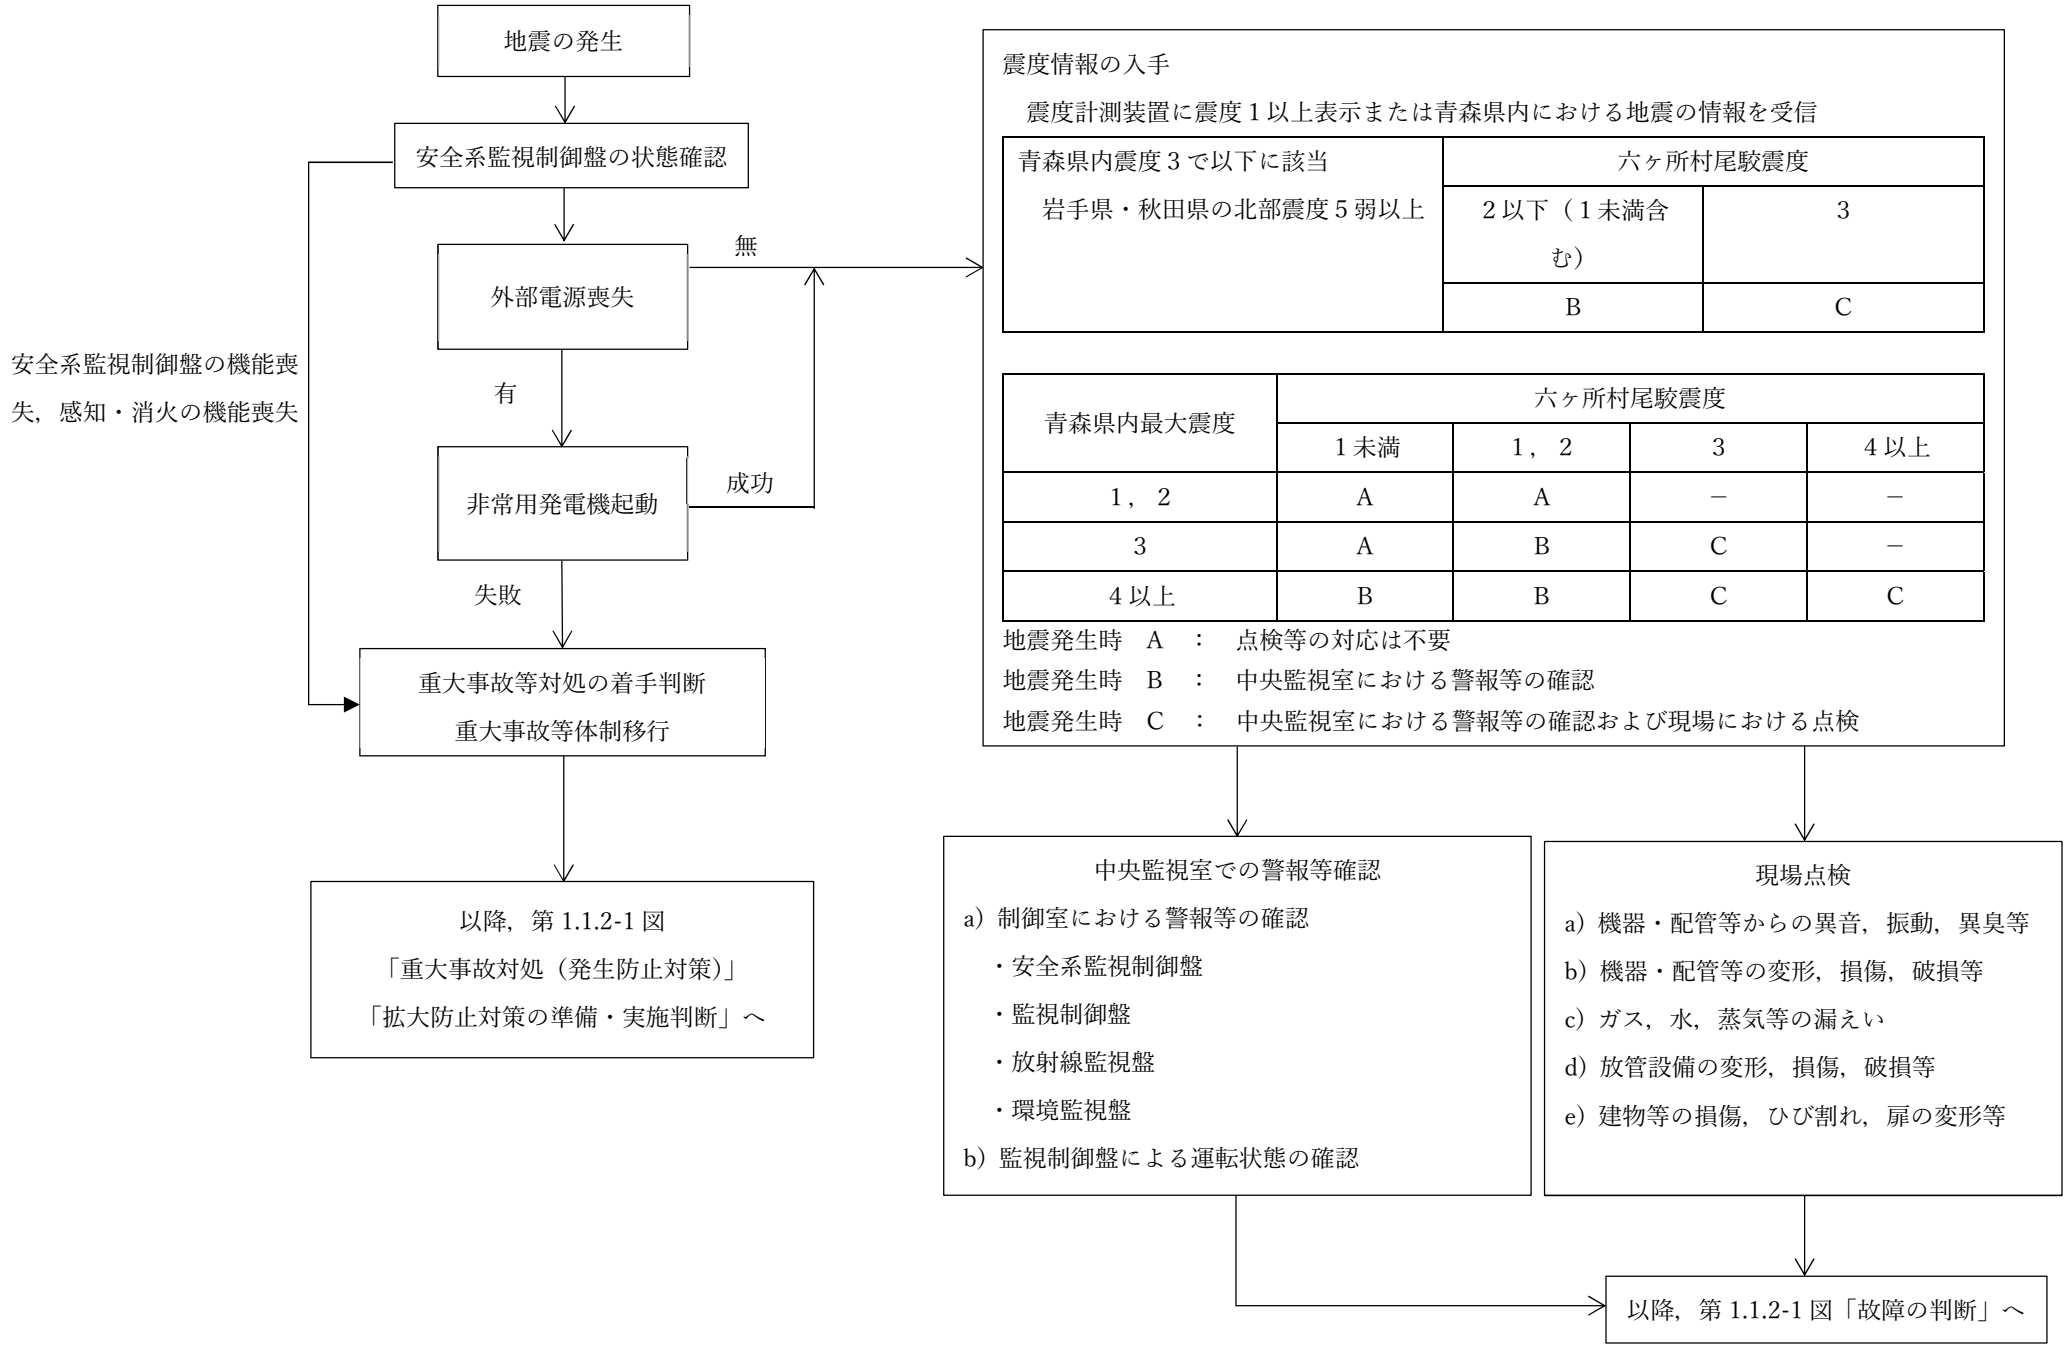 地震の発生
安全系監視制御盤の状態確認
外部電源喪失
無
有
安全系監視制御盤の機能喪
失，感知・消火の機能喪失
非常用発電機起動
成功
失敗
重大事故等対処の着手判断
重大事故等体制移行
以降，第 1.1.2-1 図
「重大事故対処（発生防止対策）」
「拡大防止対策の準備・実施判断」へ
震度情報の入手
震度計測装置に震度１以上表示または青森県内における地震の情報を受信
青森県内震度３で以下に該当
岩手県・秋田県の北部震度５弱以上
六ヶ所村尾駮震度
２以下（１未満含
む）
３
B
C
青森県内最大震度
六ヶ所村尾駮震度
１未満
１，２
３
４以上
１，２
A
A
－
－
３
A
B
C
－
４以上
B
B
C
C
地震発生時　A　：　点検等の対応は不要
地震発生時　B　：　中央監視室における警報等の確認
地震発生時　C　：　中央監視室における警報等の確認および現場における点検
中央監視室での警報等確認
a）制御室における警報等の確認
・安全系監視制御盤
・監視制御盤
・放射線監視盤
・環境監視盤
b）監視制御盤による運転状態の確認
現場点検
a）機器・配管等からの異音，振動，異臭等
b）機器・配管等の変形，損傷，破損等
c）ガス，水，蒸気等の漏えい
d）放管設備の変形，損傷，破損等
e）建物等の損傷，ひび割れ，扉の変形等
以降，第 1.1.2-1 図「故障の判断」へ